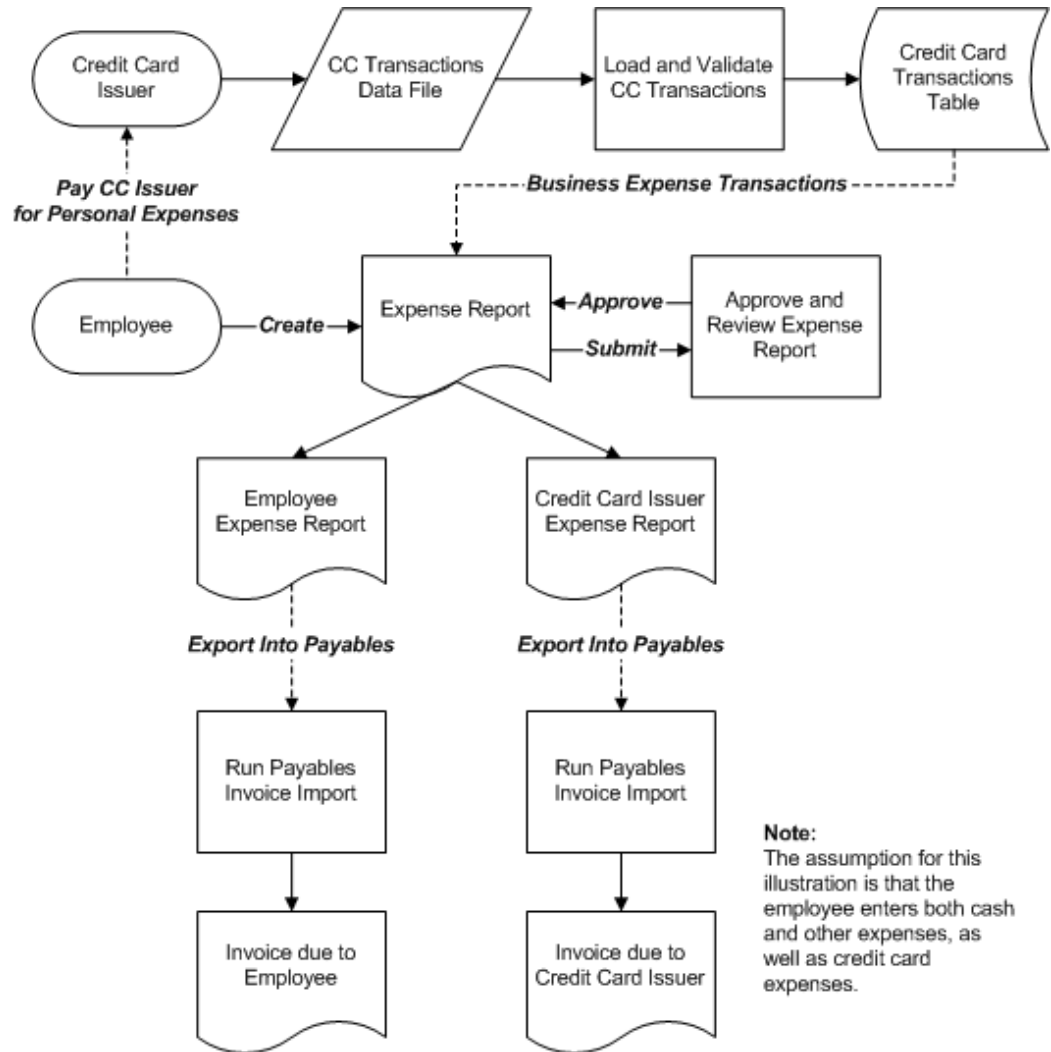 Credit Card
Issuer
CC Transactions
Data File
Load and Validate
CC Transactions
Credit Card
Transactions
Table
Pay CC Issuer
for Personal Expenses
Business Expense Transactions
Employee
Create
Expense Report
Approve
Submit
Approve and
Review Expense
Report
Employee
Expense Report
Credit Card Issuer
Expense Report
Export Into Payables
Export Into Payables
Run Payables
Invoice Import
Run Payables
Invoice Import
Note:
The assumption for this
illustration is that the
employee enters both cash
and other expenses, as
well as credit card
expenses.
Invoice due to
Employee
Invoice due to
Credit Card Issuer